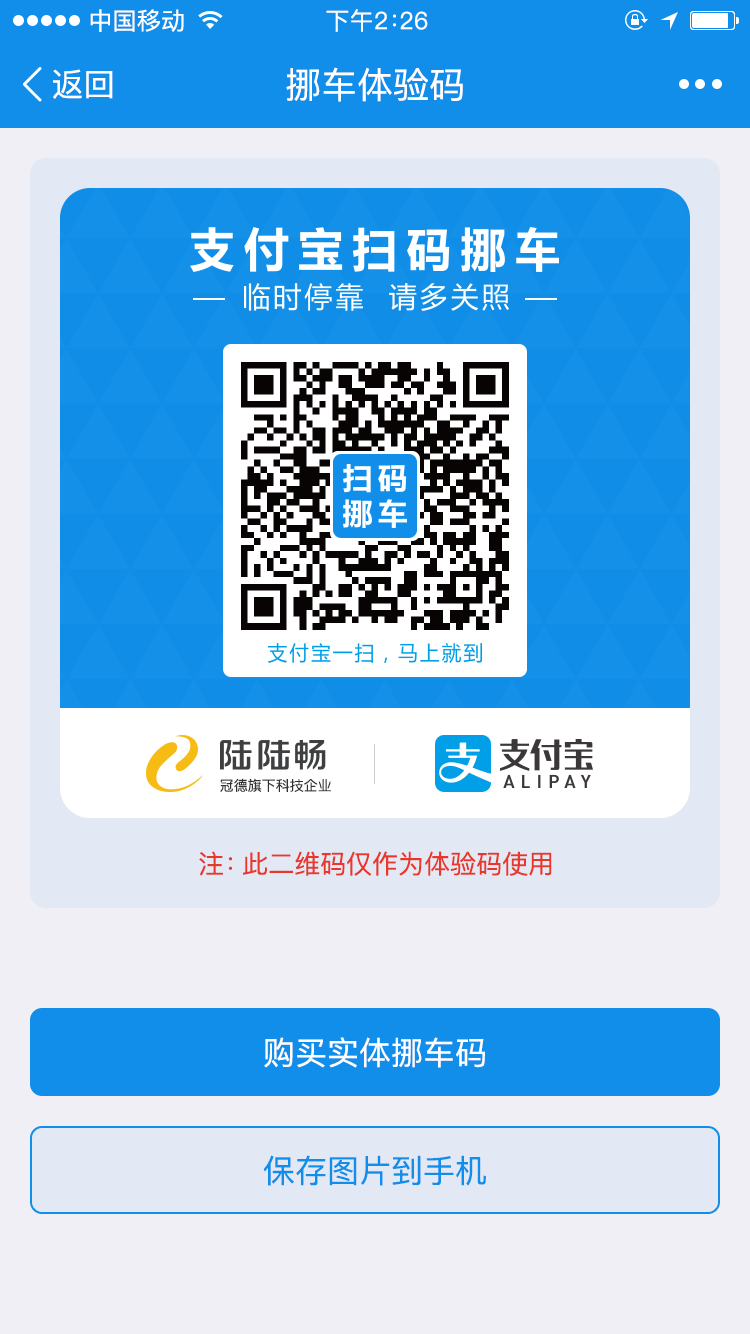 中国移动
下午2:26
返回
挪车体验码
支付宝扫码挪车
临时停靠 请多关照
扫码
挪车
支付宝一扫，马上就到
陆陆畅
冠德旗下科技企业
支付宝
ALIPAY
注：此二维码仅作为体验码使用
购买实体挪车码
保存图片到手机